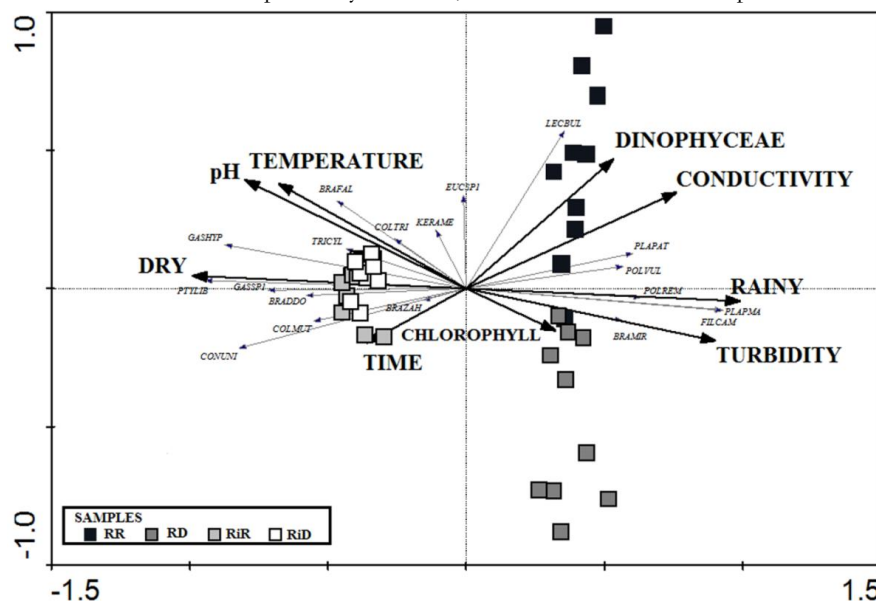 1.0
LECBUL
DINOPHYCEAE
TEMPERATURE
pH
CONDUCTIVITY
BRAFAL
EUCSP1
KERAME
COLTRI
GASHYP
TRICYL
PLAPAT
POLVUL
DRY
PTYLIB
GASSP1
BRADDO
BRAZAH
POLREM
RAINY
PLAPMA
FILCAM
COLMUT
CHLOROPHYLL
BRAMIR
TURBIDITY
CONUNI
TIME
SAMPLES
RR RD RiR RiD
-1.0
-1.5 1.5